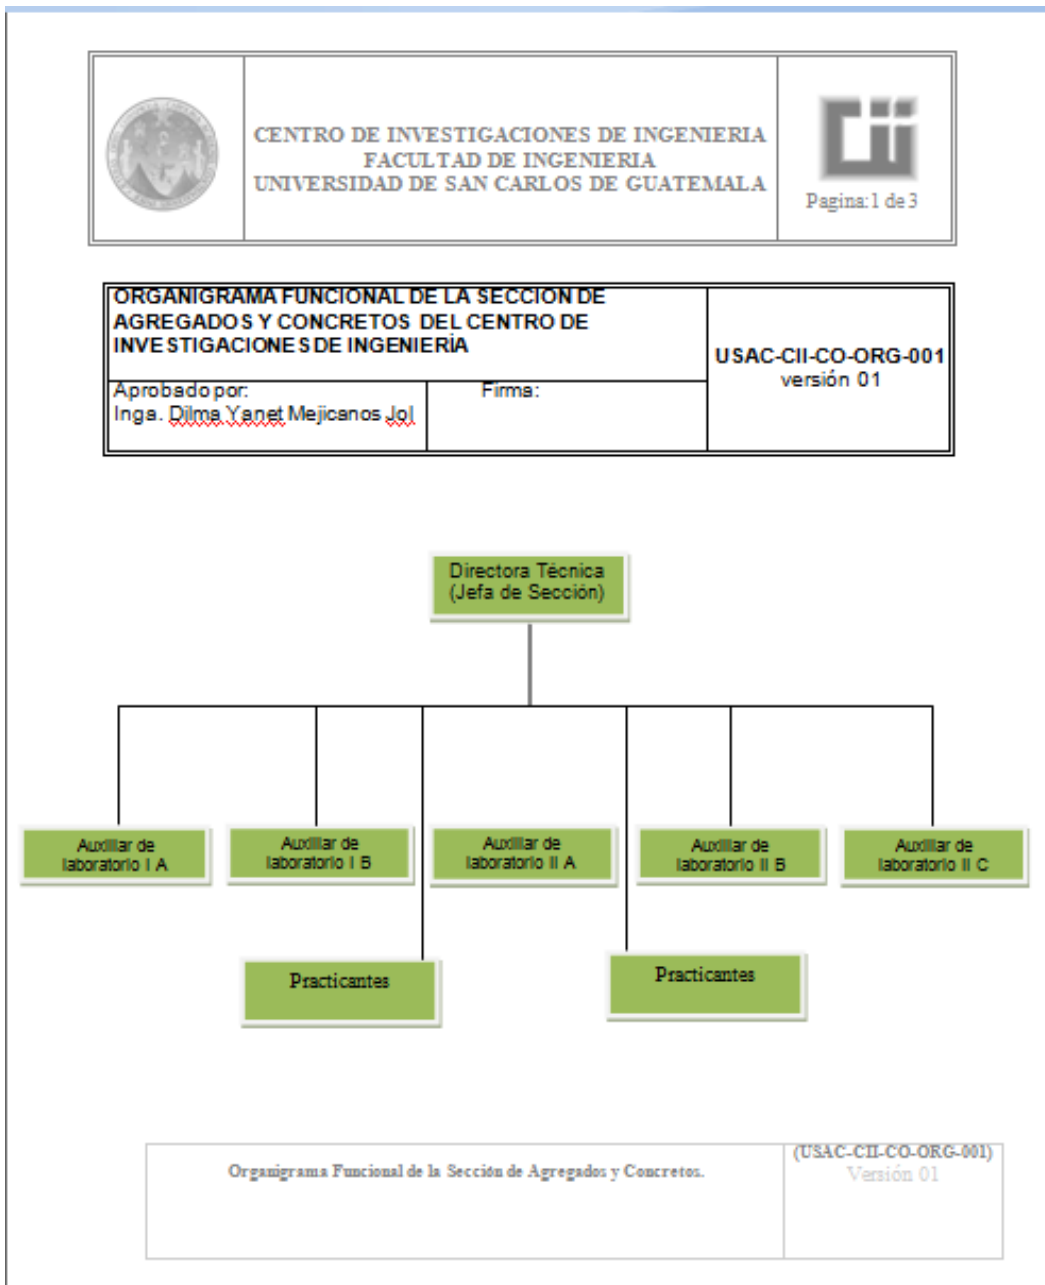 CENTRO DE INVESTIGACIONES DE INGENIERIA
FACULTAD DE INGENIERIA
UNIVERSIDAD DE SAN CARLOS DE GUATEMALA
Cii
Pagina:1 de 3
ORGANIGRAMA FUNCIONAL DE LA SECCION DE
AGREGADOS Y CONCRETOS DEL CENTRO DE
INVESTIGACIONES DE INGENIERÍA
USAC-CII-CO-ORG-001
versión 01
Aprobado por:
Inga. Dilma Yanet Mejicanos Jol
Firma:
Directora Técnica
(Jefa de Sección)
Auxiliar de
laboratorio I A
Auxiliar de
laboratorio I B
Auxiliar de
laboratorio II A
Auxiliar de
laboratorio II B
Auxiliar de
laboratorio II C
Practicantes
Practicantes
Organigrama Funcional de la Sección de Agregados y Concretos.
(USAC-CII-CO-ORG-001)
Versión 01